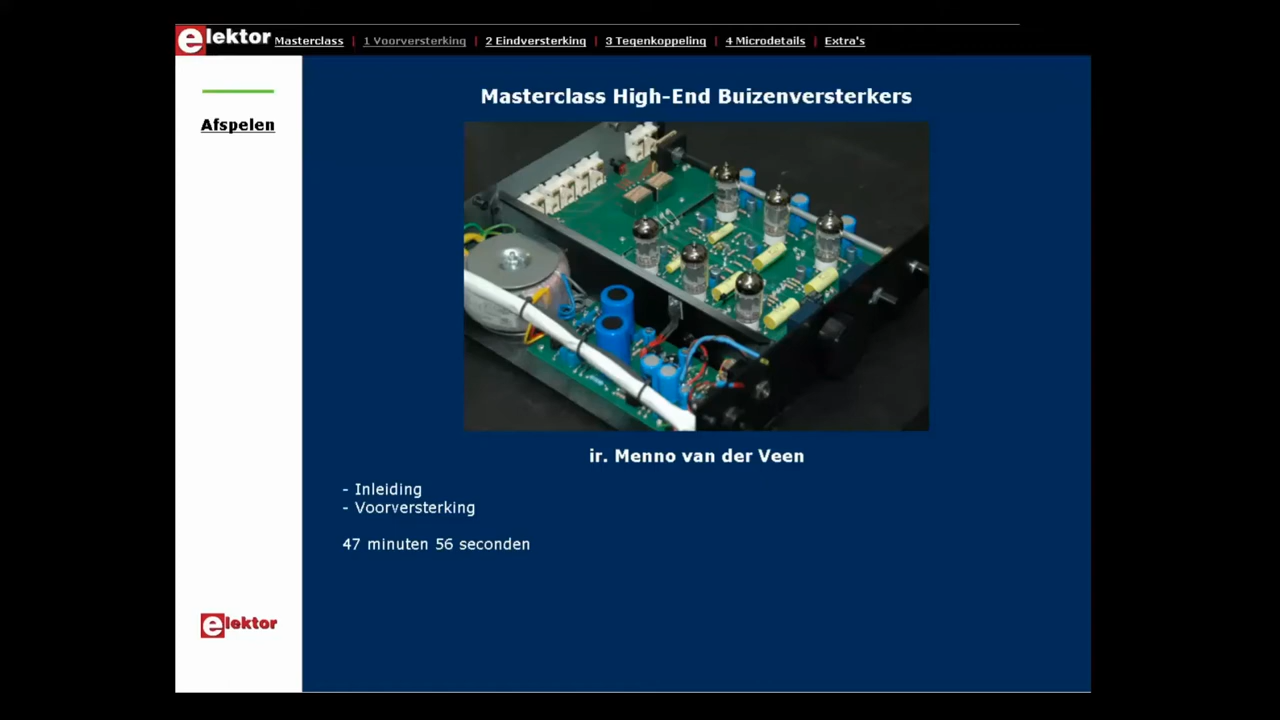 elektor Masterclass | 1 Voorversterking | 2 Eindversterking | 3 Tegenkoppeling | 4 Microdetails | Extra's
Afspelen
Masterclass High-End Buizenversterkers
ir. Menno van der Veen
- Inleiding
- Voorversterking
47 minuten 56 seconden
elektor